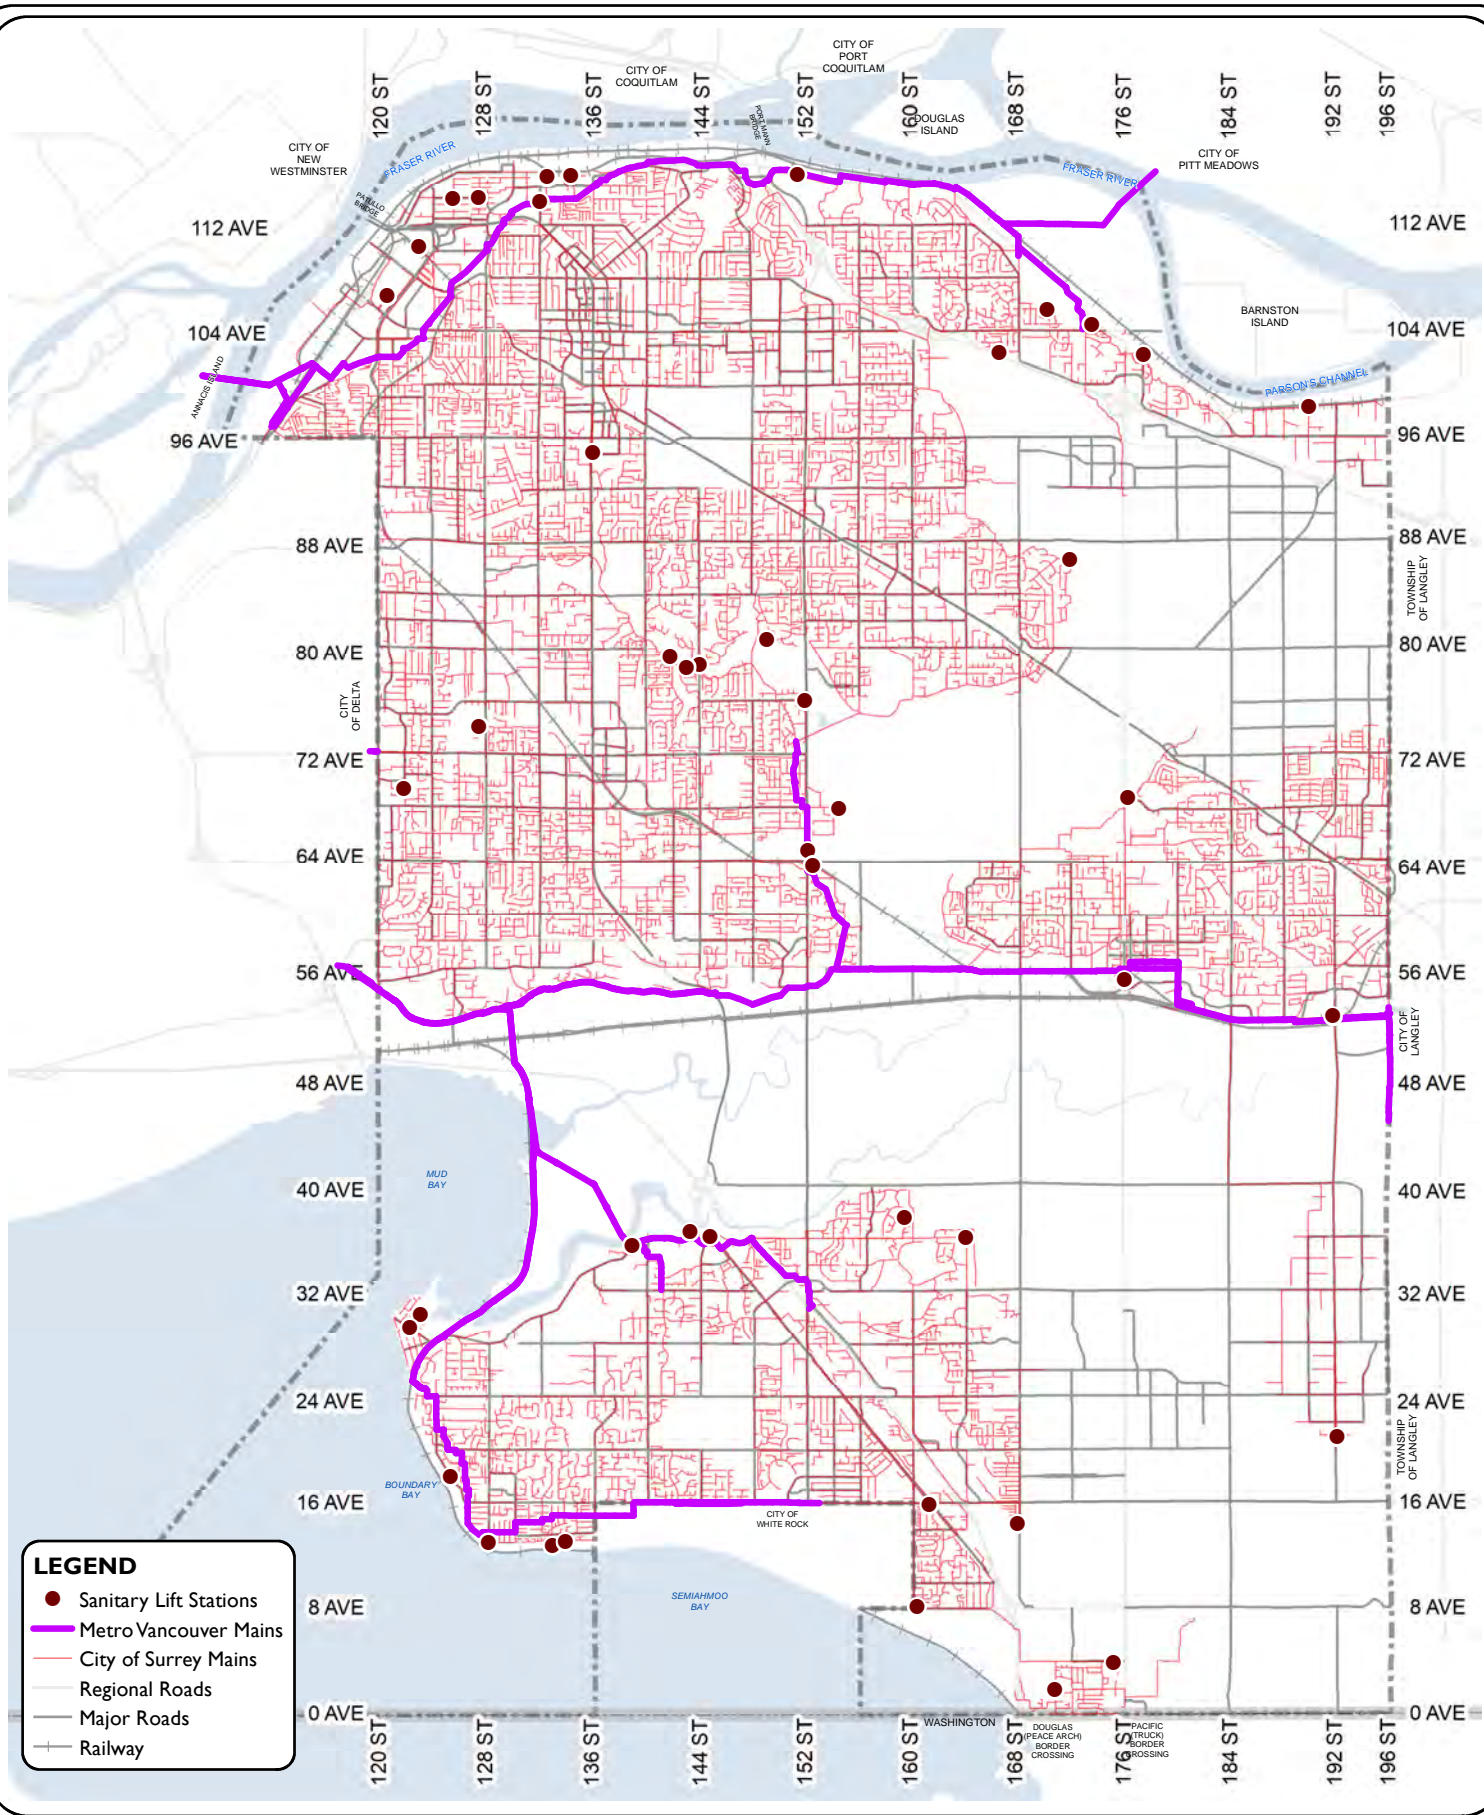 CITY OF
PORT
COQUITLAM
CITY OF
COQUITLAM
120 ST
128 ST
136 ST
144 ST
152 ST
160 ST
168 ST
176 ST
184 ST
192 ST
196 ST
PORT MANN
BRIDGE
DOUGLAS
ISLAND
CITY OF
NEW
WESTMINSTER
FRASER RIVER
CITY OF
PITT MEADOWS
FRASER RIVER
PATULLO
BRIDGE
112 AVE
112 AVE
BARNSTON
ISLAND
104 AVE
104 AVE
ANNACIS ISLAND
PARSON'S CHANNEL
96 AVE
96 AVE
88 AVE
88 AVE
TOWNSHIP
OF LANGLEY
80 AVE
80 AVE
CITY
OF DELTA
72 AVE
72 AVE
64 AVE
64 AVE
56 AVE
56 AVE
CITY OF
LANGLEY
48 AVE
48 AVE
MUD
BAY
40 AVE
40 AVE
32 AVE
32 AVE
24 AVE
24 AVE
TOWNSHIP
OF LANGLEY
BOUNDARY
BAY
16 AVE
16 AVE
CITY OF
WHITE ROCK
SEMIAHMOO
BAY
8 AVE
8 AVE
LEGEND
Sanitary Lift Stations
Metro Vancouver Mains
City of Surrey Mains
Regional Roads
Major Roads
Railway
0 AVE
0 AVE
WASHINGTON
DOUGLAS
(PEACE ARCH)
BORDER
CROSSING
PACIFIC
(TRUCK)
BORDER
CROSSING
120 ST
128 ST
136 ST
144 ST
152 ST
160 ST
168 ST
176 ST
184 ST
192 ST
196 ST